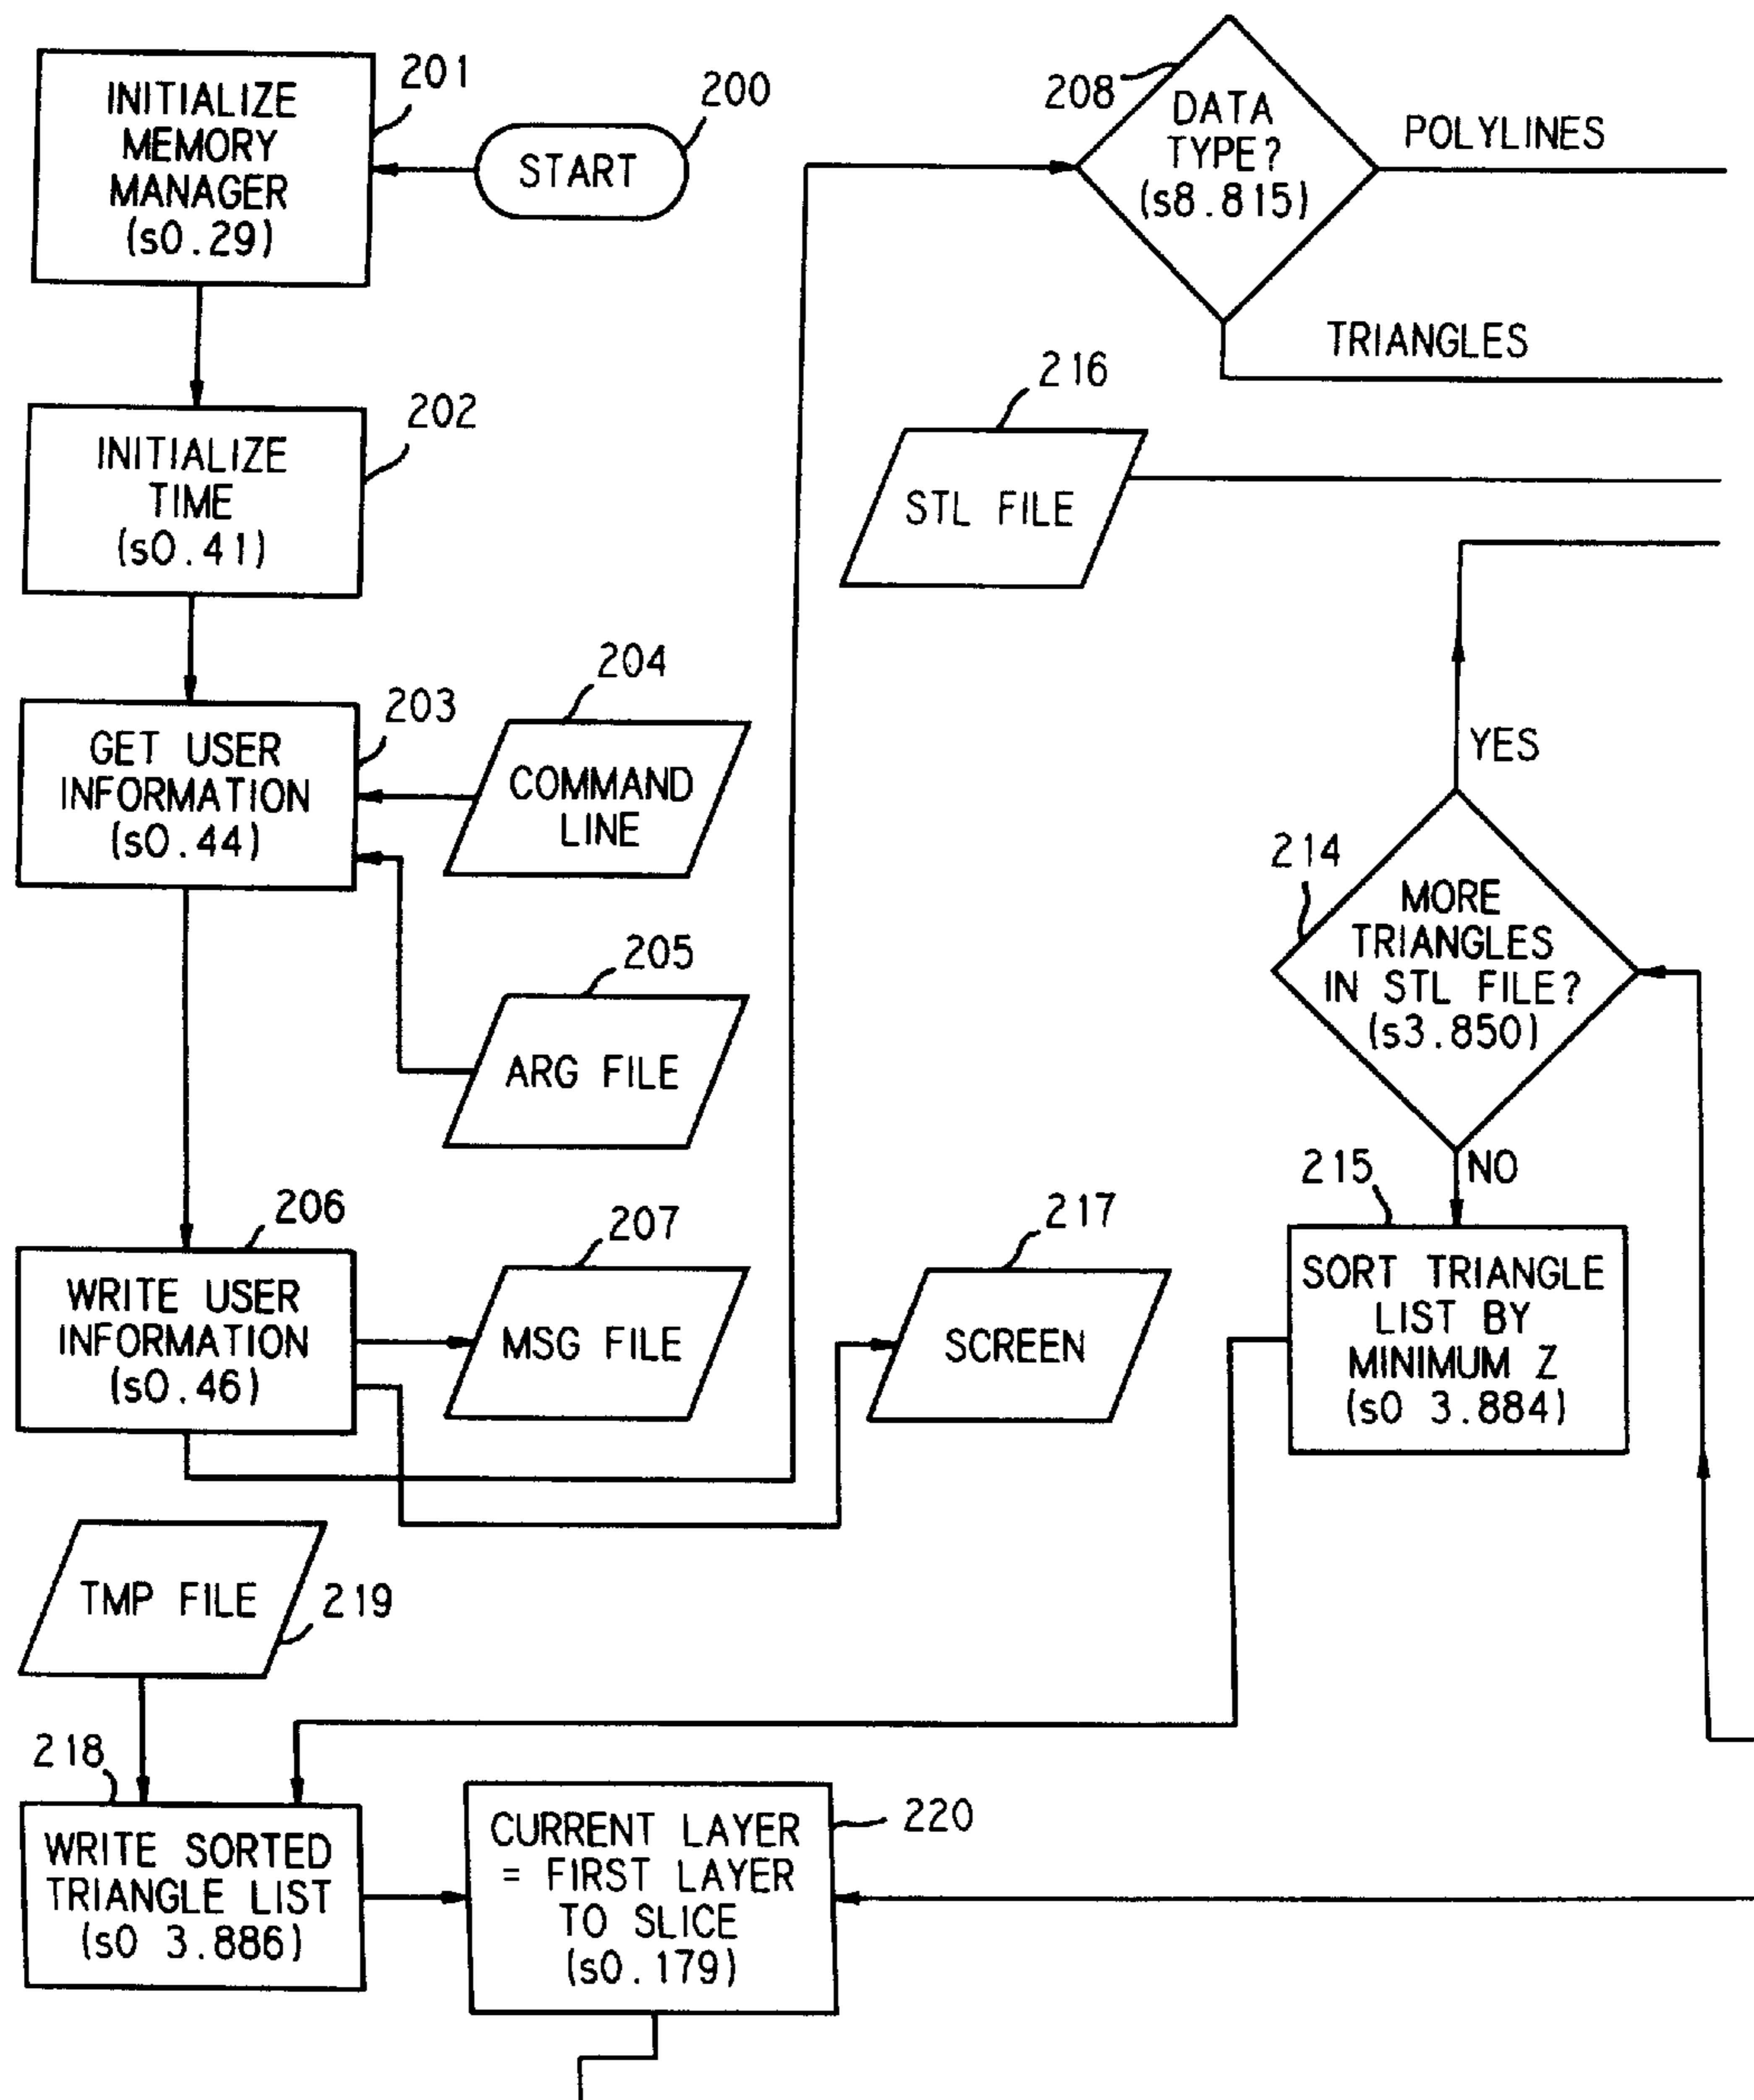 201
INITIALIZE
MEMORY
MANAGER
(s0.29)
200
START
202
INITIALIZE
TIME
(s0.41)
203
GET USER
INFORMATION
(s0.44)
204
COMMAND
LINE
205
ARG FILE
206
WRITE USER
INFORMATION
(s0.46)
207
MSG FILE
208
DATA
TYPE?
(s8.815)
POLYLINES
TRIANGLES
216
STL FILE
YES
214
MORE
TRIANGLES
IN STL FILE?
(s3.850)
NO
215
SORT TRIANGLE
LIST BY
MINIMUM Z
(s0 3.884)
217
SCREEN
TMP FILE
219
218
WRITE SORTED
TRIANGLE LIST
(s0 3.886)
220
CURRENT LAYER
= FIRST LAYER
TO SLICE
(s0.179)